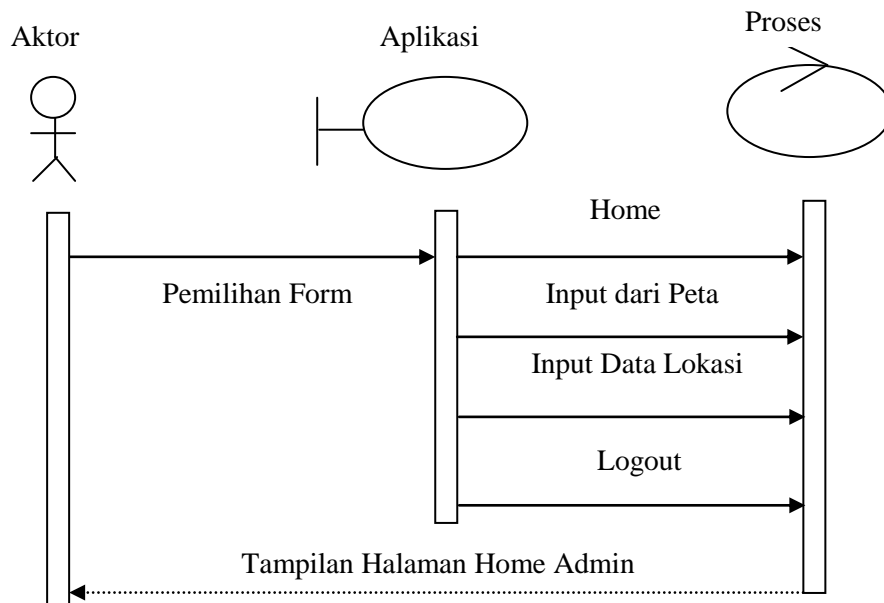 Aktor
Aplikasi
Proses
Home
Pemilihan Form
Input dari Peta
Input Data Lokasi
Logout
Tampilan Halaman Home Admin